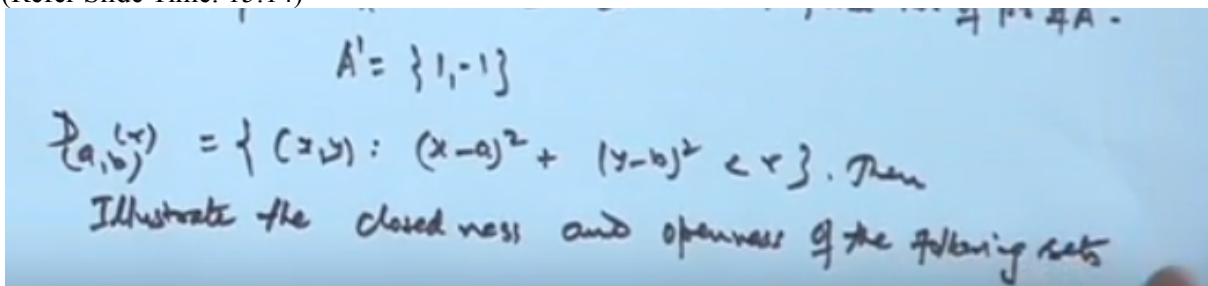 (Refer Slide Time: 15:14)
A' = {1,-1}
D(a,b)(r) = { (x,y) : (x-a)² + (y-b)² < r }. Then
Illustrate the closedness and openness of the following sets